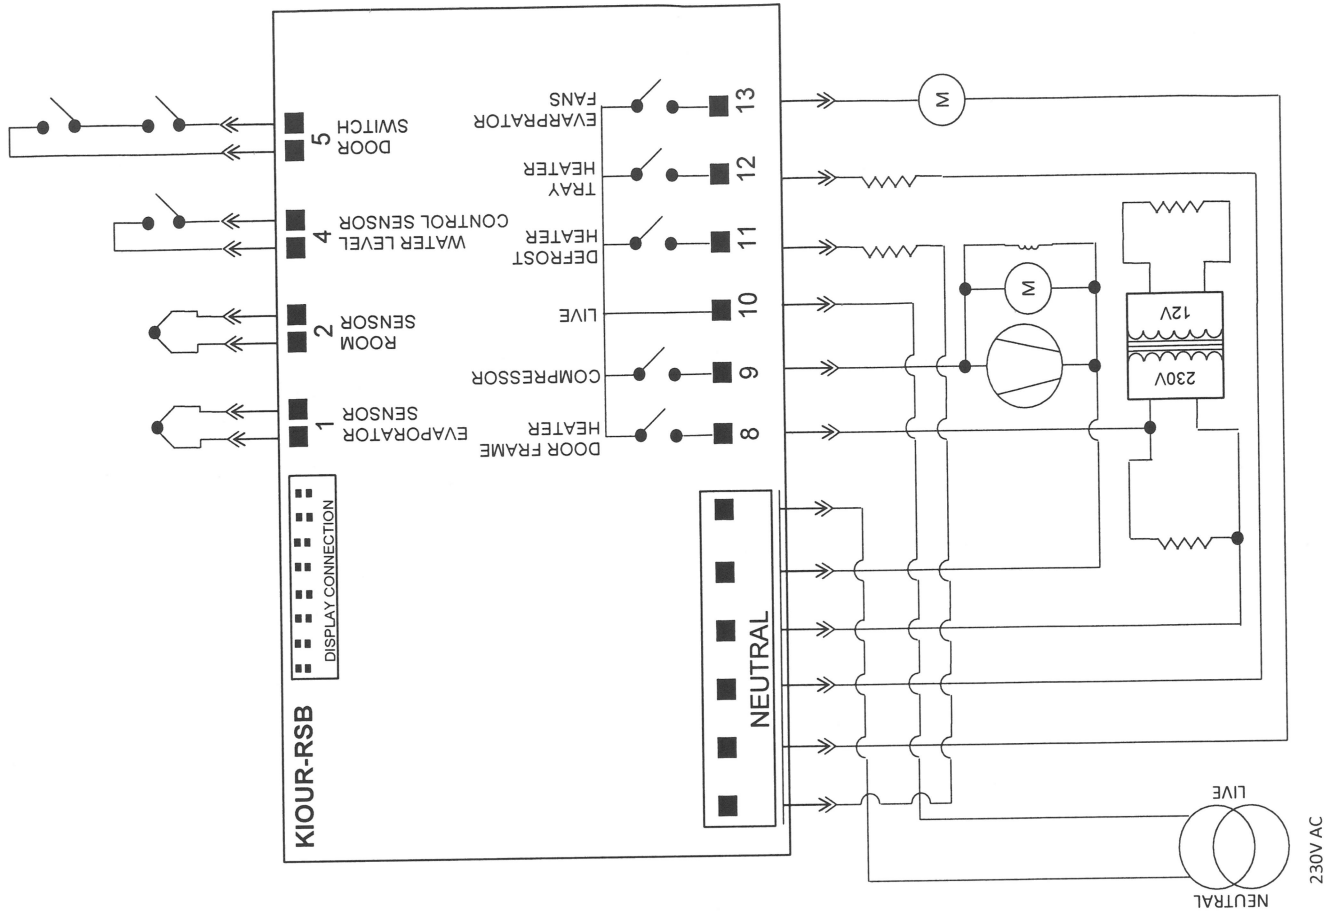 KIOUR-RSB
DISPLAY CONNECTION
1
EVAPORATOR
SENSOR
2
ROOM
SENSOR
4
WATER LEVEL
CONTROL SENSOR
5
DOOR
SWITCH
DOOR FRAME
HEATER
8
COMPRESSOR
9
LIVE
10
DEFROST
HEATER
11
TRAY
HEATER
12
EVARPRATOR
FANS
13
NEUTRAL
M
M
230V
12V
NEUTRAL
LIVE
230V AC